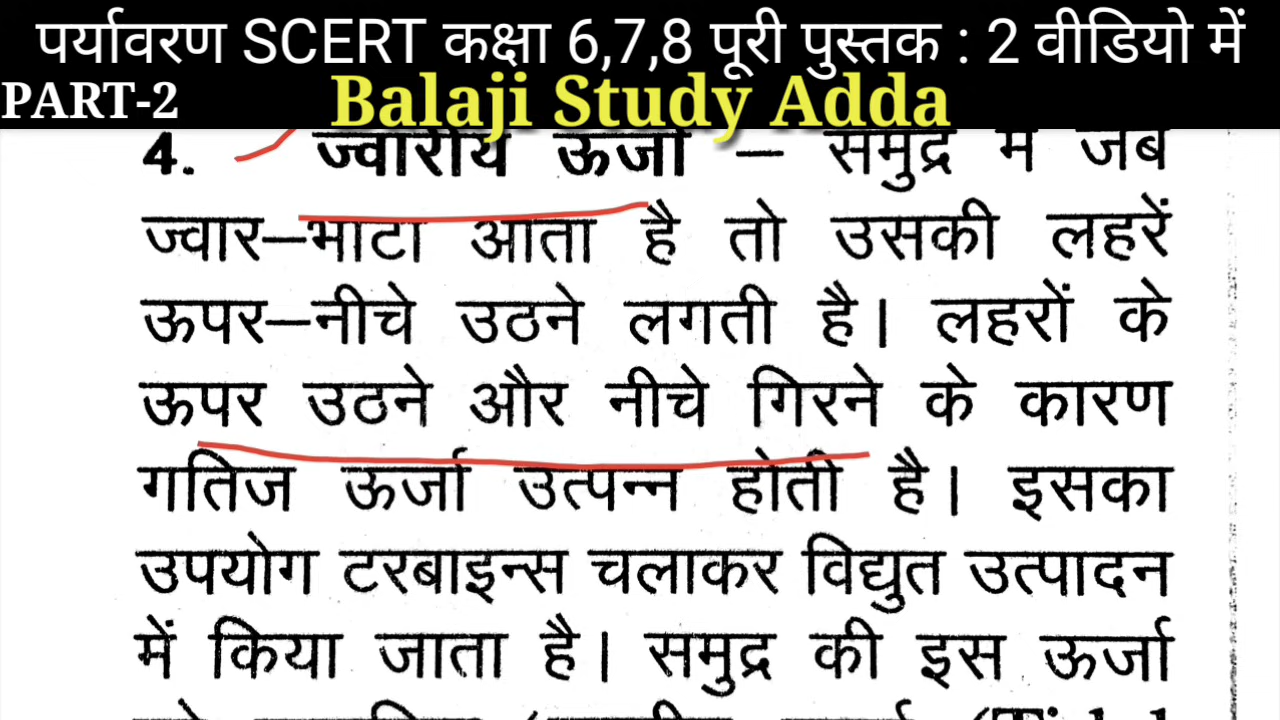 पर्यावरण SCERT कक्षा 6,7,8 पूरी पुस्तक : 2 वीडियो में
PART-2
Balaji Study Adda
4. ज्वारीय ऊर्जा – समुद्र में जब
ज्वार–भाटा आता है तो उसकी लहरें
ऊपर–नीचे उठने लगती है। लहरों के
ऊपर उठने और नीचे गिरने के कारण
गतिज ऊर्जा उत्पन्न होती है। इसका
उपयोग टरबाइन्स चलाकर विद्युत उत्पादन
में किया जाता है। समुद्र की इस ऊर्जा